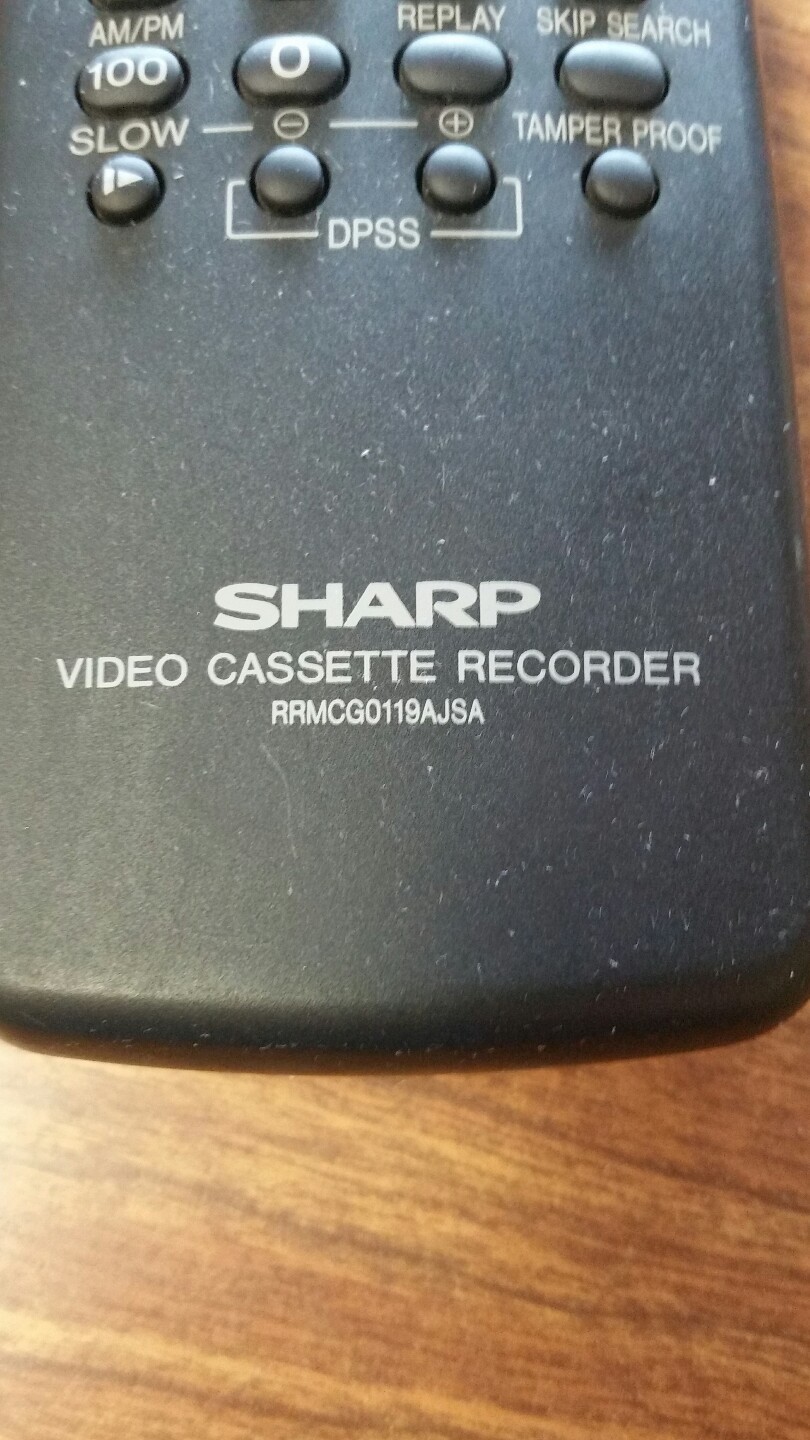 AM/PM REPLAY SKIP SEARCH
100 0
SLOW TAMPER PROOF
DPSS
SHARP
VIDEO CASSETTE RECORDER
RRMCG0119AJSA